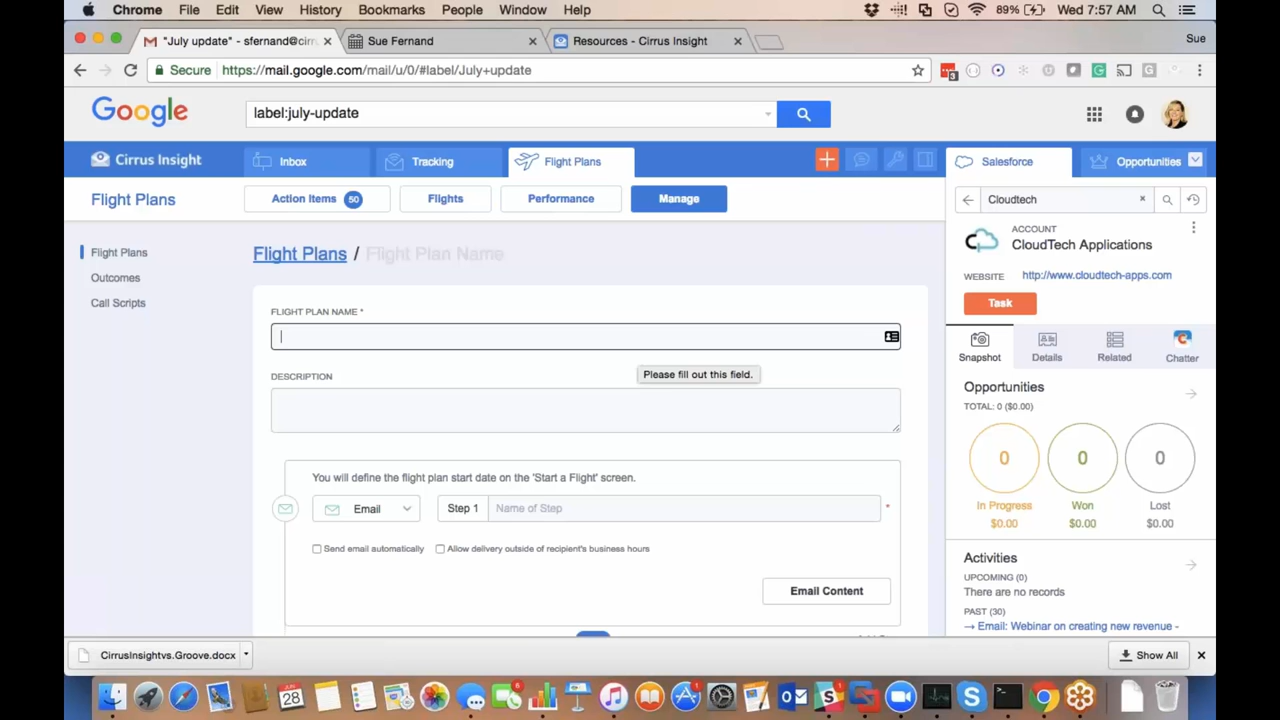 Chrome File Edit View History Bookmarks People Window Help 89% Wed 7:57 AM
"July update" - sfernand@cirr
Sue Fernand
Resources - Cirrus Insight
Sue
Secure https://mail.google.com/mail/u/0/#label/July+update
3
Google
label:july-update
Cirrus Insight
Inbox
Tracking
Flight Plans
Salesforce
Opportunities
Flight Plans
Action Items 50
Flights
Performance
Manage
Cloudtech
Flight Plans
Outcomes
Call Scripts
Flight Plans / Flight Plan Name
FLIGHT PLAN NAME *
Please fill out this field.
DESCRIPTION
You will define the flight plan start date on the 'Start a Flight' screen.
Email
Step 1
Name of Step
*
Send email automatically
Allow delivery outside of recipient's business hours
Email Content
ACCOUNT
CloudTech Applications
WEBSITE http://www.cloudtech-apps.com
Task
Snapshot
Details
Related
Chatter
Opportunities
TOTAL: 0 ($0.00)
0 0 0
In Progress Won Lost
$0.00 $0.00 $0.00
Activities
UPCOMING (0)
There are no records
PAST (30)
→ Email: Webinar on creating new revenue -
CirrusInsightvs.Groove.docx
Show All
JUN
28
6
1